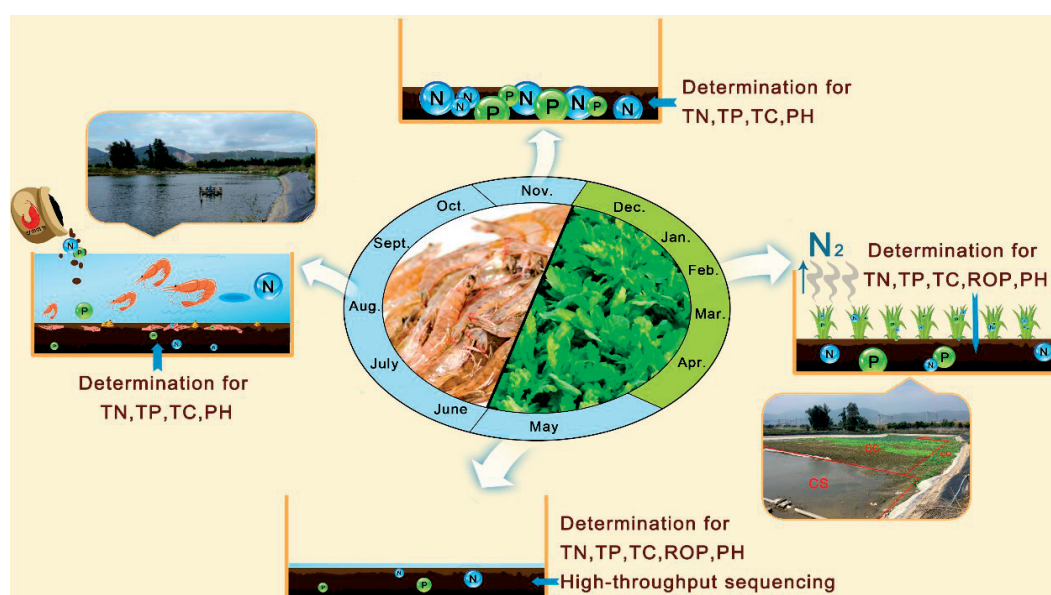 Determination for
TN,TP,TC,PH
Nov.
Oct.
Dec.
Sept.
Jan.
Aug.
Feb.
July
Mar.
June
Apr.
May
N
N
N
N
N
N
P
P
P
P
N
P
N
P
P
N
N
Determination for
TN,TP,TC,PH
N2
Determination for
TN,TP,TC,ROP,PH
N
P
P
N
N
CS
Determination for
TN,TP,TC,ROP,PH
High-throughput sequencing
P
N
P
N